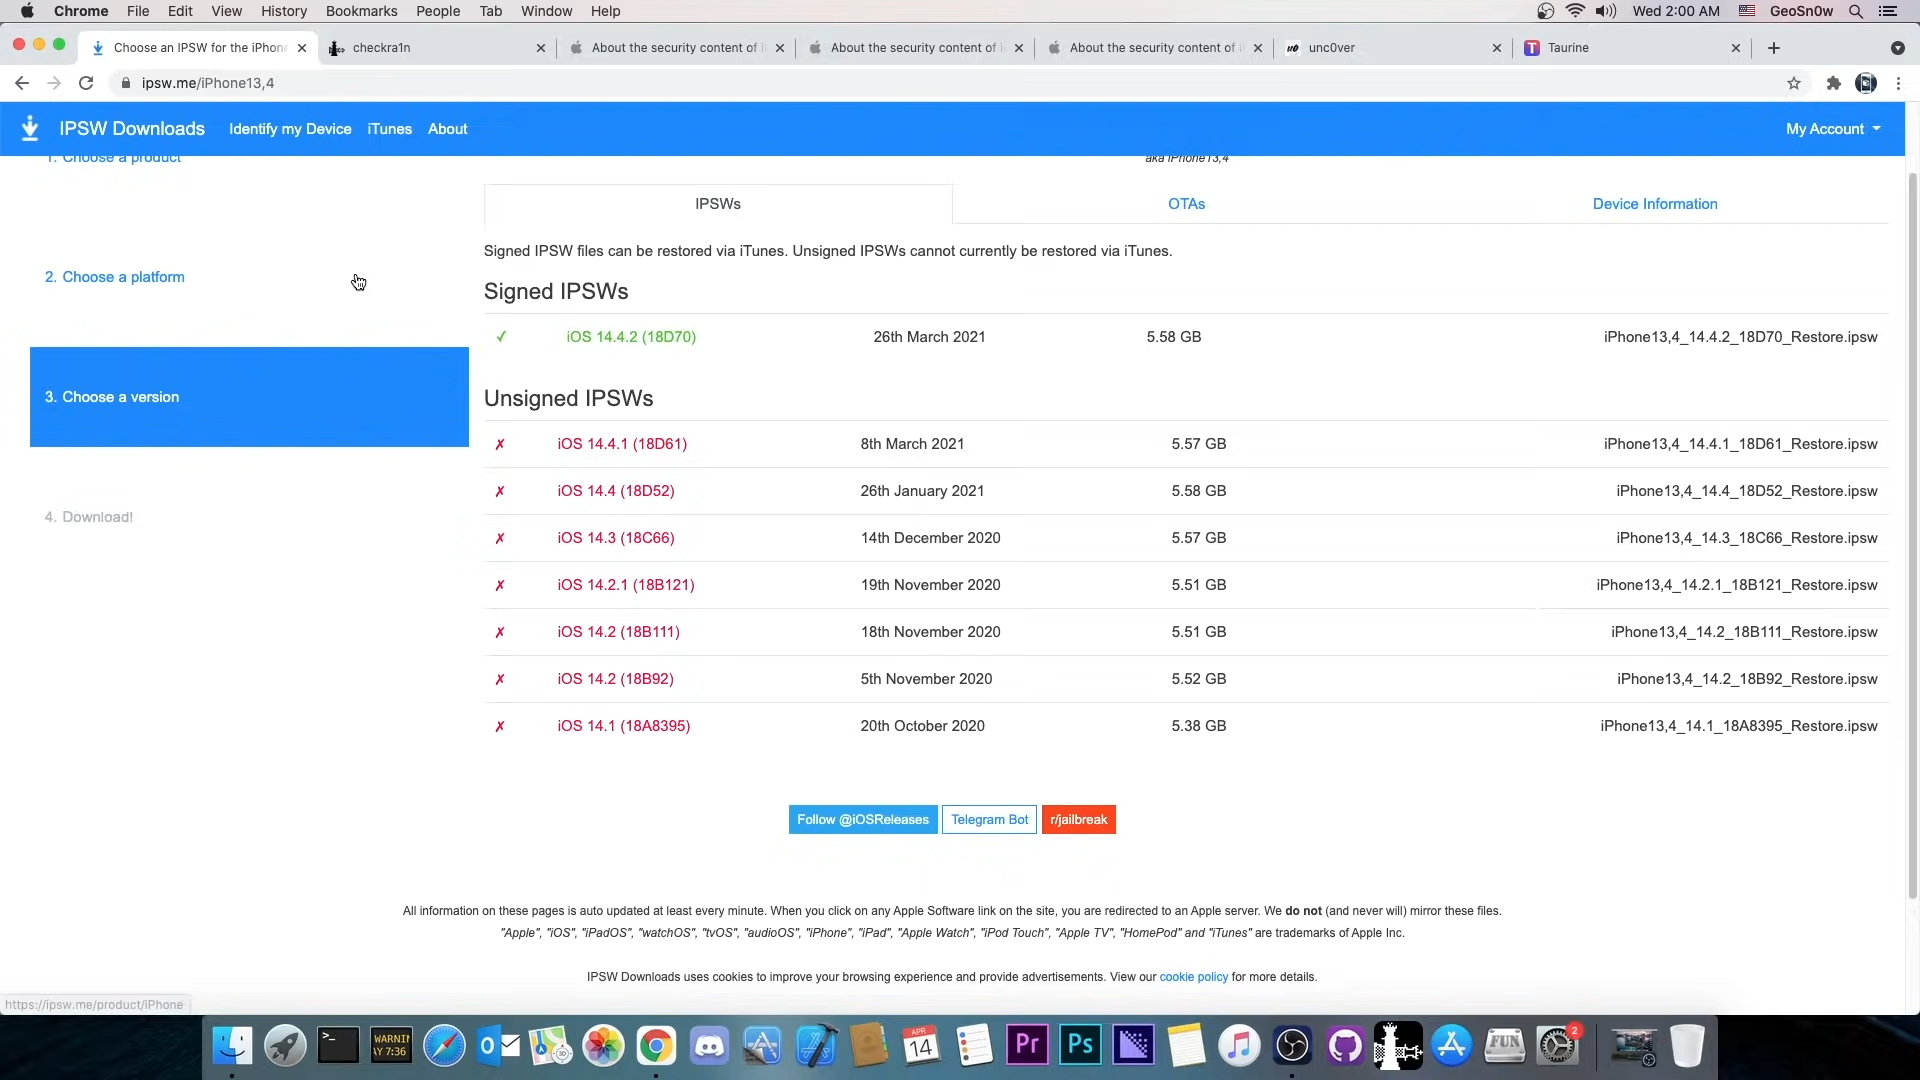 Chrome File Edit View History Bookmarks People Tab Window Help
Wed 2:00 AM GeoSn0w
Choose an IPSW for the iPhone
checkra1n
About the security content of i
About the security content of i
About the security content of i
unc0ver
Taurine
ipsw.me/iPhone13,4
IPSW Downloads Identify my Device iTunes About My Account
1. Choose a product
aka iPhone13,4
IPSWs OTAs Device Information
Signed IPSW files can be restored via iTunes. Unsigned IPSWs cannot currently be restored via iTunes.
2. Choose a platform
Signed IPSWs
✓ iOS 14.4.2 (18D70) 26th March 2021 5.58 GB iPhone13,4_14.4.2_18D70_Restore.ipsw
3. Choose a version
Unsigned IPSWs
✗ iOS 14.4.1 (18D61) 8th March 2021 5.57 GB iPhone13,4_14.4.1_18D61_Restore.ipsw
✗ iOS 14.4 (18D52) 26th January 2021 5.58 GB iPhone13,4_14.4_18D52_Restore.ipsw
4. Download!
✗ iOS 14.3 (18C66) 14th December 2020 5.57 GB iPhone13,4_14.3_18C66_Restore.ipsw
✗ iOS 14.2.1 (18B121) 19th November 2020 5.51 GB iPhone13,4_14.2.1_18B121_Restore.ipsw
✗ iOS 14.2 (18B111) 18th November 2020 5.51 GB iPhone13,4_14.2_18B111_Restore.ipsw
✗ iOS 14.2 (18B92) 5th November 2020 5.52 GB iPhone13,4_14.2_18B92_Restore.ipsw
✗ iOS 14.1 (18A8395) 20th October 2020 5.38 GB iPhone13,4_14.1_18A8395_Restore.ipsw
Follow @iOSReleases Telegram Bot r/jailbreak
All information on these pages is auto updated at least every minute. When you click on any Apple Software link on the site, you are redirected to an Apple server. We do not (and never will) mirror these files.
"Apple", "iOS", "iPadOS", "watchOS", "tvOS", "audioOS", "iPhone", "iPad", "Apple Watch", "iPod Touch", "Apple TV", "HomePod" and "iTunes" are trademarks of Apple Inc.
IPSW Downloads uses cookies to improve your browsing experience and provide advertisements. View our cookie policy for more details.
https://ipsw.me/product/iPhone
WARNIN
AY 7:36
3D
APR
14
Pr
Ps
FUN
2